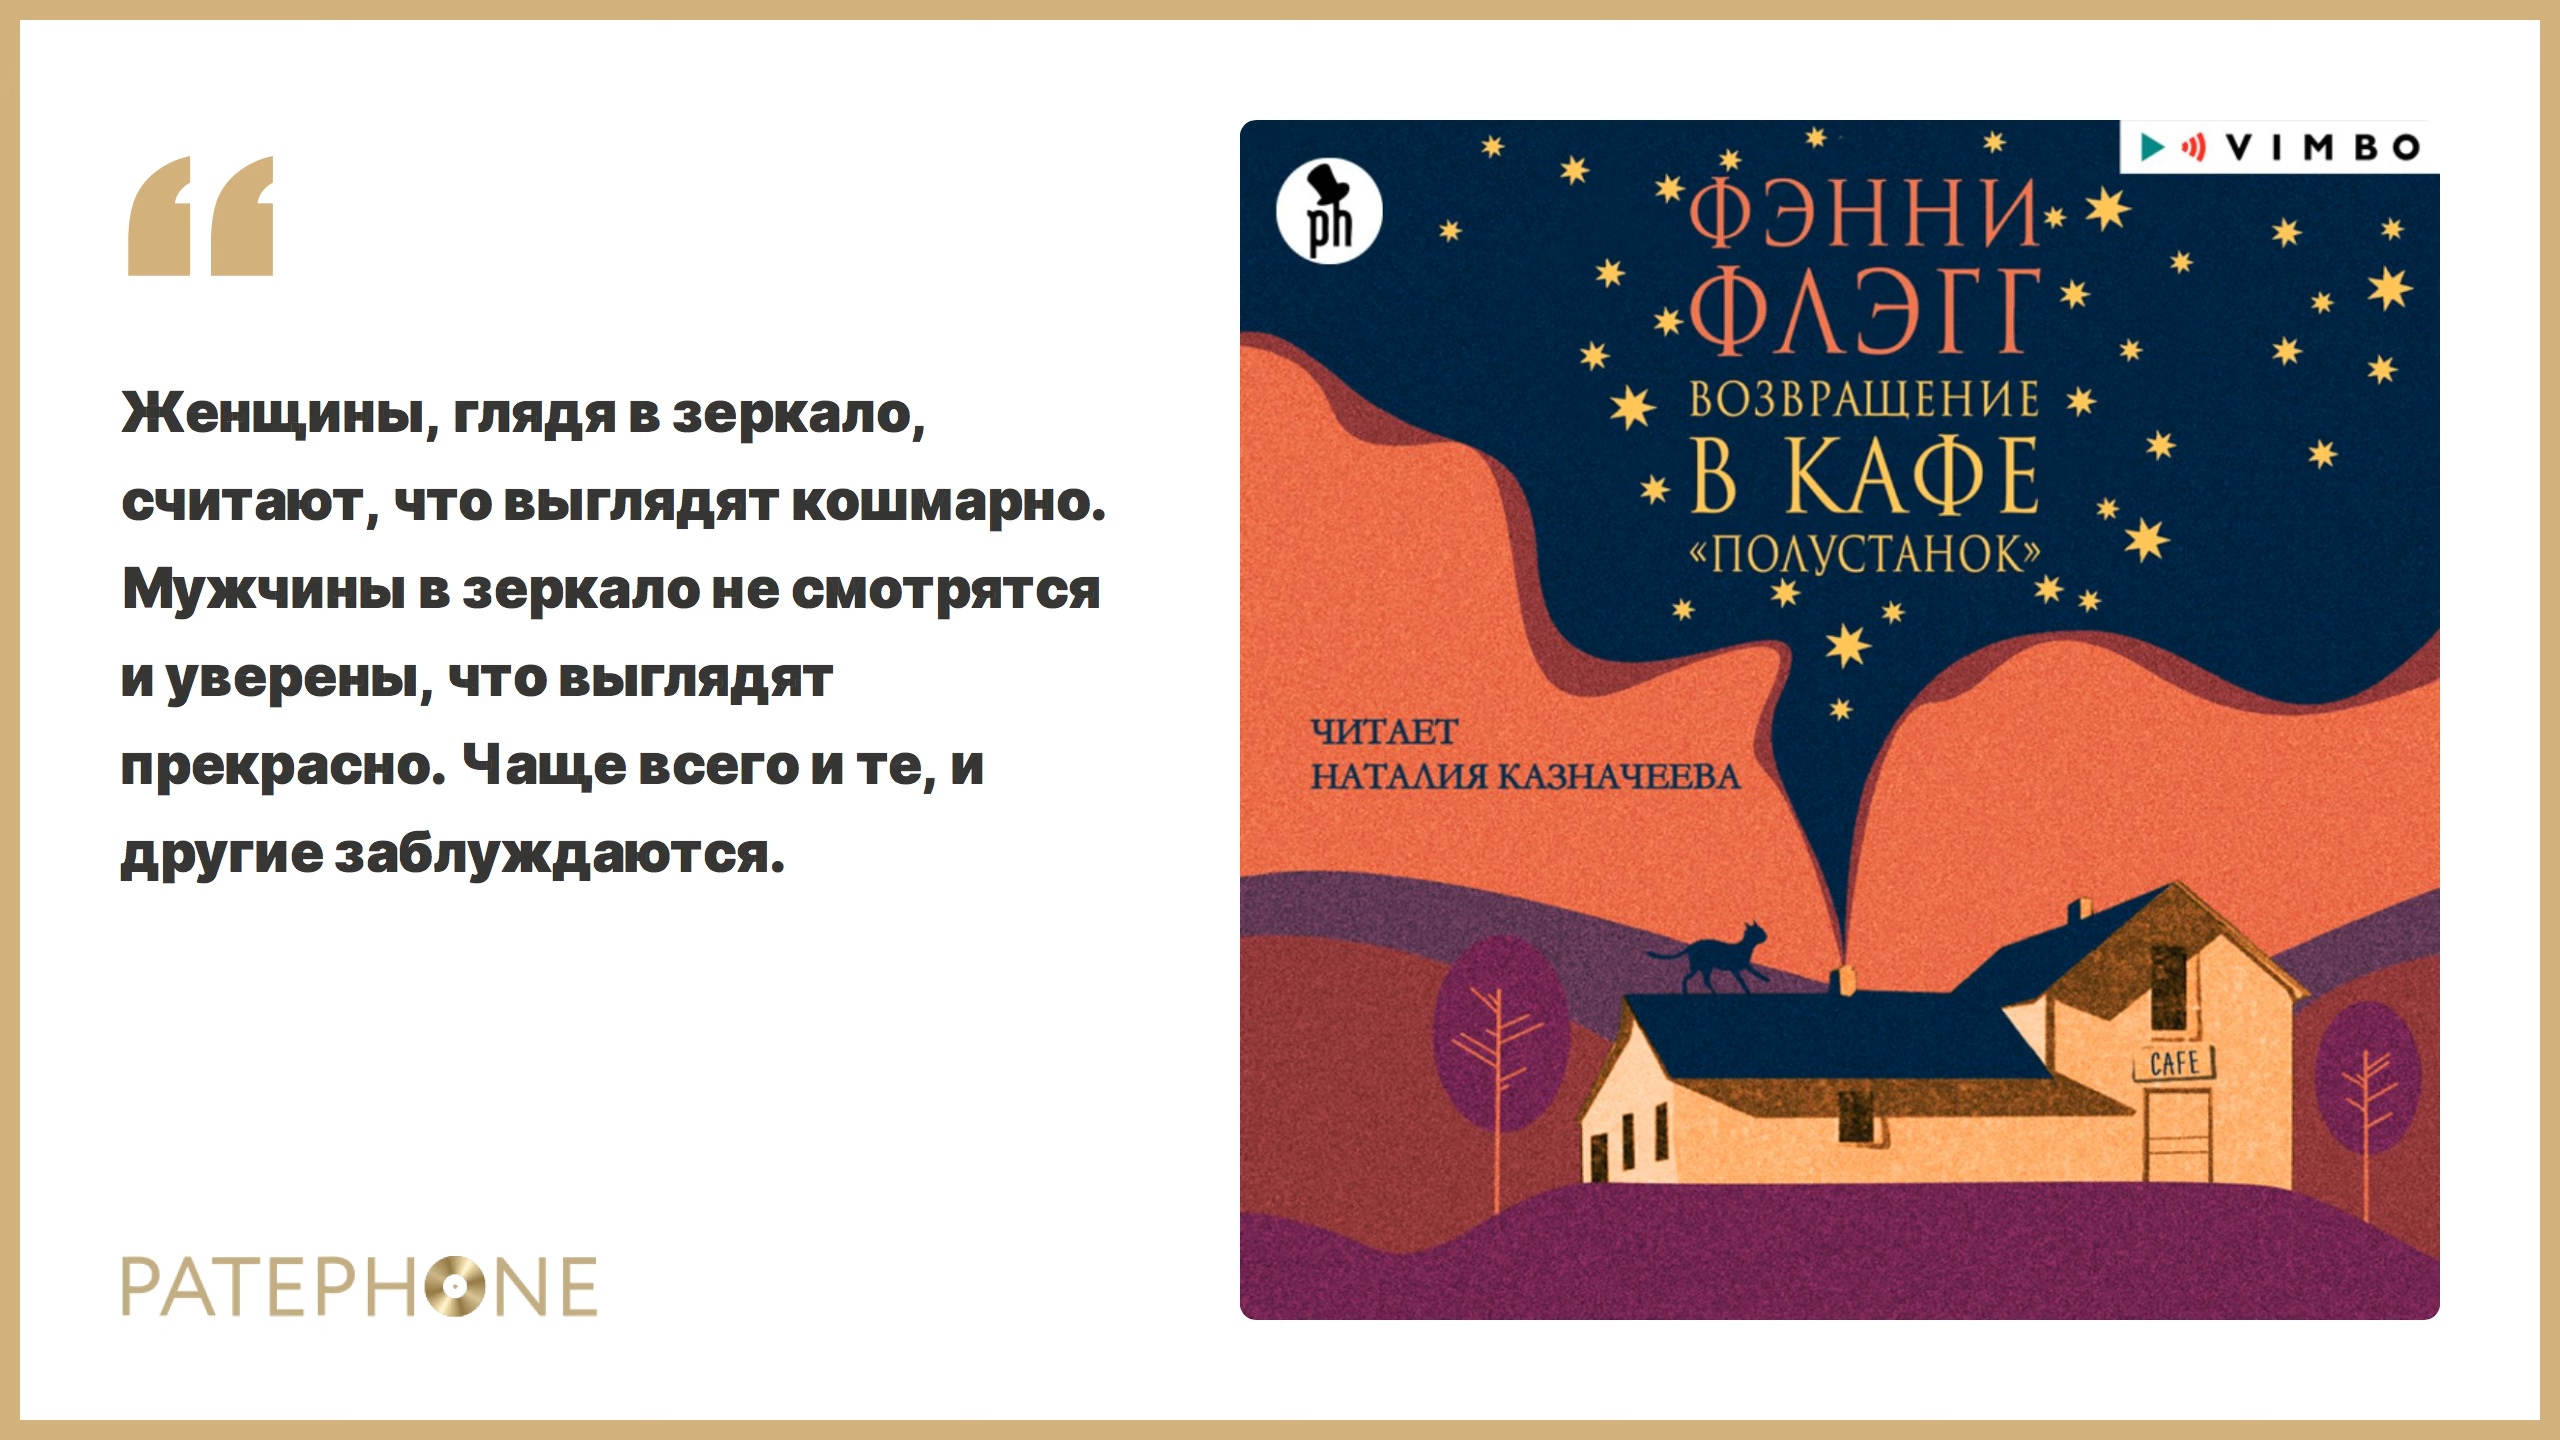 Женщины, глядя в зеркало,
считают, что выглядят кошмарно.
Мужчины в зеркало не смотрятся
и уверены, что выглядят
прекрасно. Чаще всего и те, и
другие заблуждаются.
PATEPHONE
ph
VIMBO
ФЭННИ
ФЛЭГГ
ВОЗВРАЩЕНИЕ
В КАФЕ
«ПОЛУСТАНОК»
ЧИТАЕТ
НАТАЛИЯ КАЗНАЧЕЕВА
CAFE